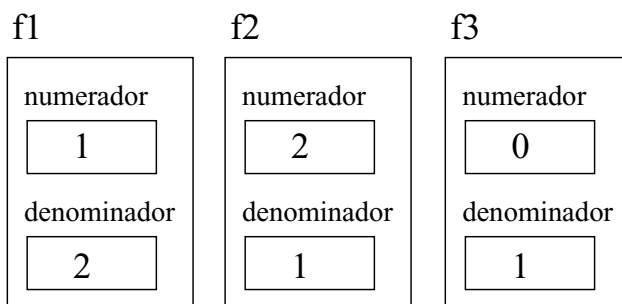 f1 f2 f3
numerador numerador numerador
1 2 0
denominador denominador denominador
2 1 1